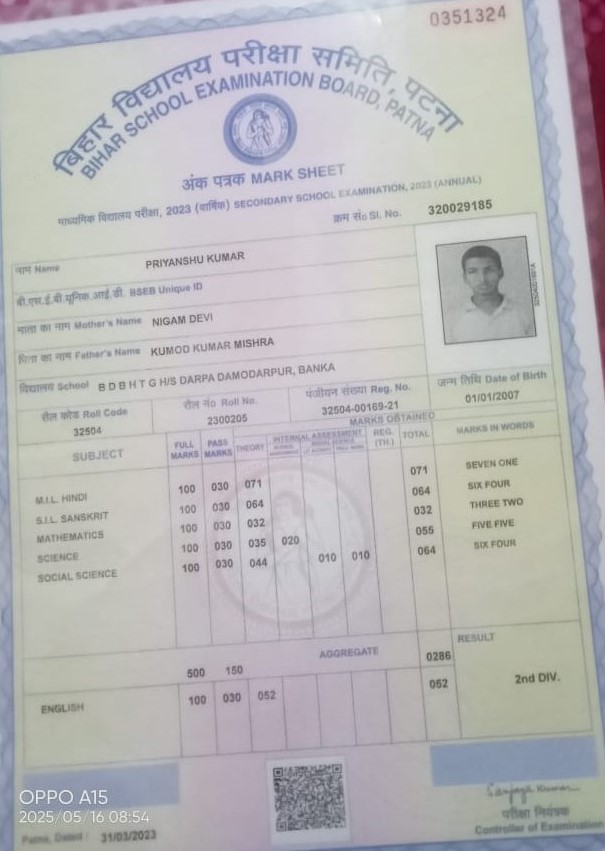 0351324
बिहार विद्यालय परीक्षा समिति, पटना
BIHAR SCHOOL EXAMINATION BOARD, PATNA
अंक पत्रक MARK SHEET
माध्यमिक विद्यालय परीक्षा, 2023 (वार्षिक) SECONDARY SCHOOL EXAMINATION, 2023 (ANNUAL)
क्रम सं० Sl. No. 320029185
नाम Name PRIYANSHU KUMAR
बी.एस.ई.बी.यूनिक.आई.डी. BSEB Unique ID
माता का नाम Mother's Name NIGAM DEVI
पिता का नाम Father's Name KUMOD KUMAR MISHRA
विद्यालय School B D B H T G H/S DARPA DAMODARPUR, BANKA
रौल कोड Roll Code रौल नं० Roll No. पंजीयन संख्या Reg. No. जन्म तिथि Date of Birth
32504 2300205 32504-00169-21 01/01/2007
MARKS OBTAINED
SUBJECT FULL MARKS PASS MARKS THEORY INTERNAL ASSESSMENT REG. (TH.) TOTAL MARKS IN WORDS
M.I.L. HINDI 100 030 071 071 SEVEN ONE
S.I.L. SANSKRIT 100 030 064 064 SIX FOUR
MATHEMATICS 100 030 032 032 THREE TWO
SCIENCE 100 030 035 020 055 FIVE FIVE
SOCIAL SCIENCE 100 030 044 010 010 064 SIX FOUR
AGGREGATE RESULT
500 150 0286
ENGLISH 100 030 052 052 2nd DIV.
Sanjay Kumar
परीक्षा नियंत्रक
Controller of Examination
Patna, Dated : 31/03/2023
OPPO A15
2025/05/16 08:54